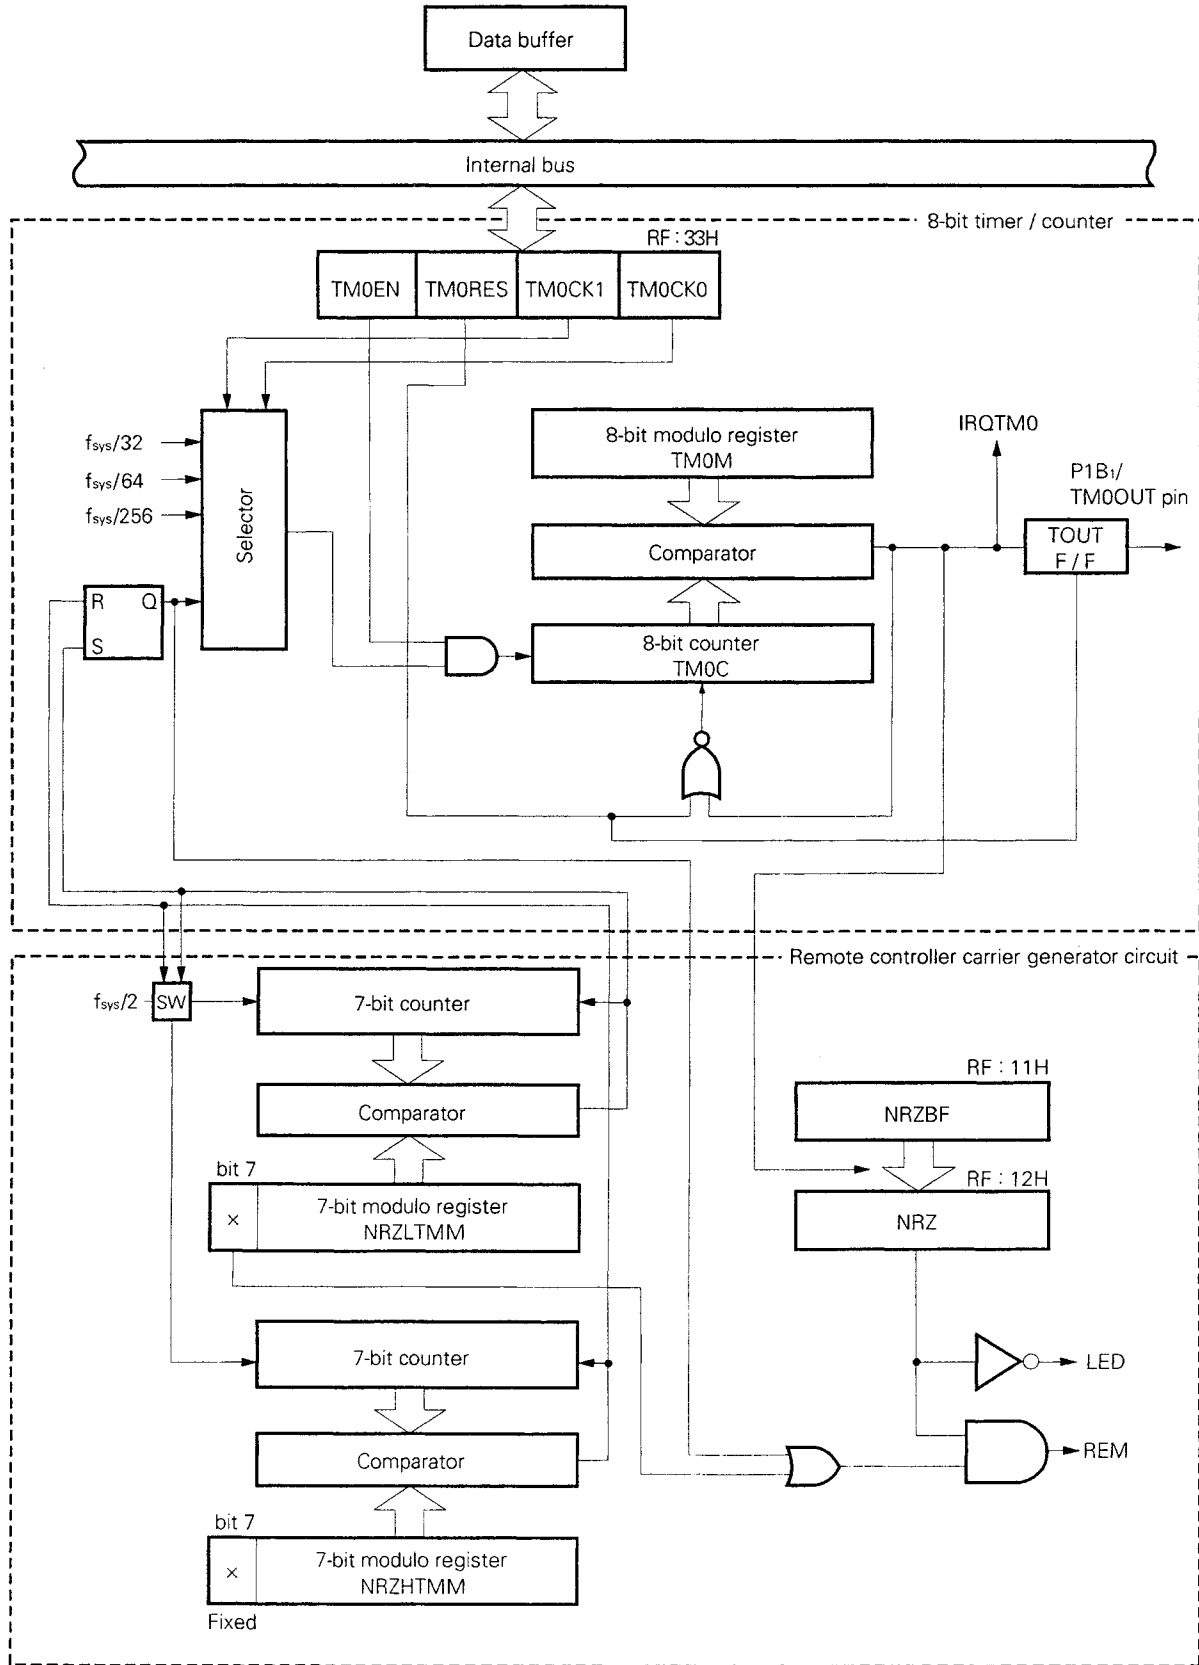 Data buffer
Internal bus
8-bit timer / counter
RF : 33H
TM0EN TM0RES TM0CK1 TM0CK0
fsys/32
fsys/64
fsys/256
Selector
8-bit modulo register
TM0M
IRQTM0
P1B1/
TM0OUT pin
Comparator
TOUT
F / F
R Q
S
8-bit counter
TM0C
Remote controller carrier generator circuit
fsys/2
SW
7-bit counter
Comparator
RF : 11H
NRZBF
bit 7
×
7-bit modulo register
NRZLTMM
RF : 12H
NRZ
7-bit counter
LED
Comparator
REM
bit 7
×
7-bit modulo register
NRZHTMM
Fixed